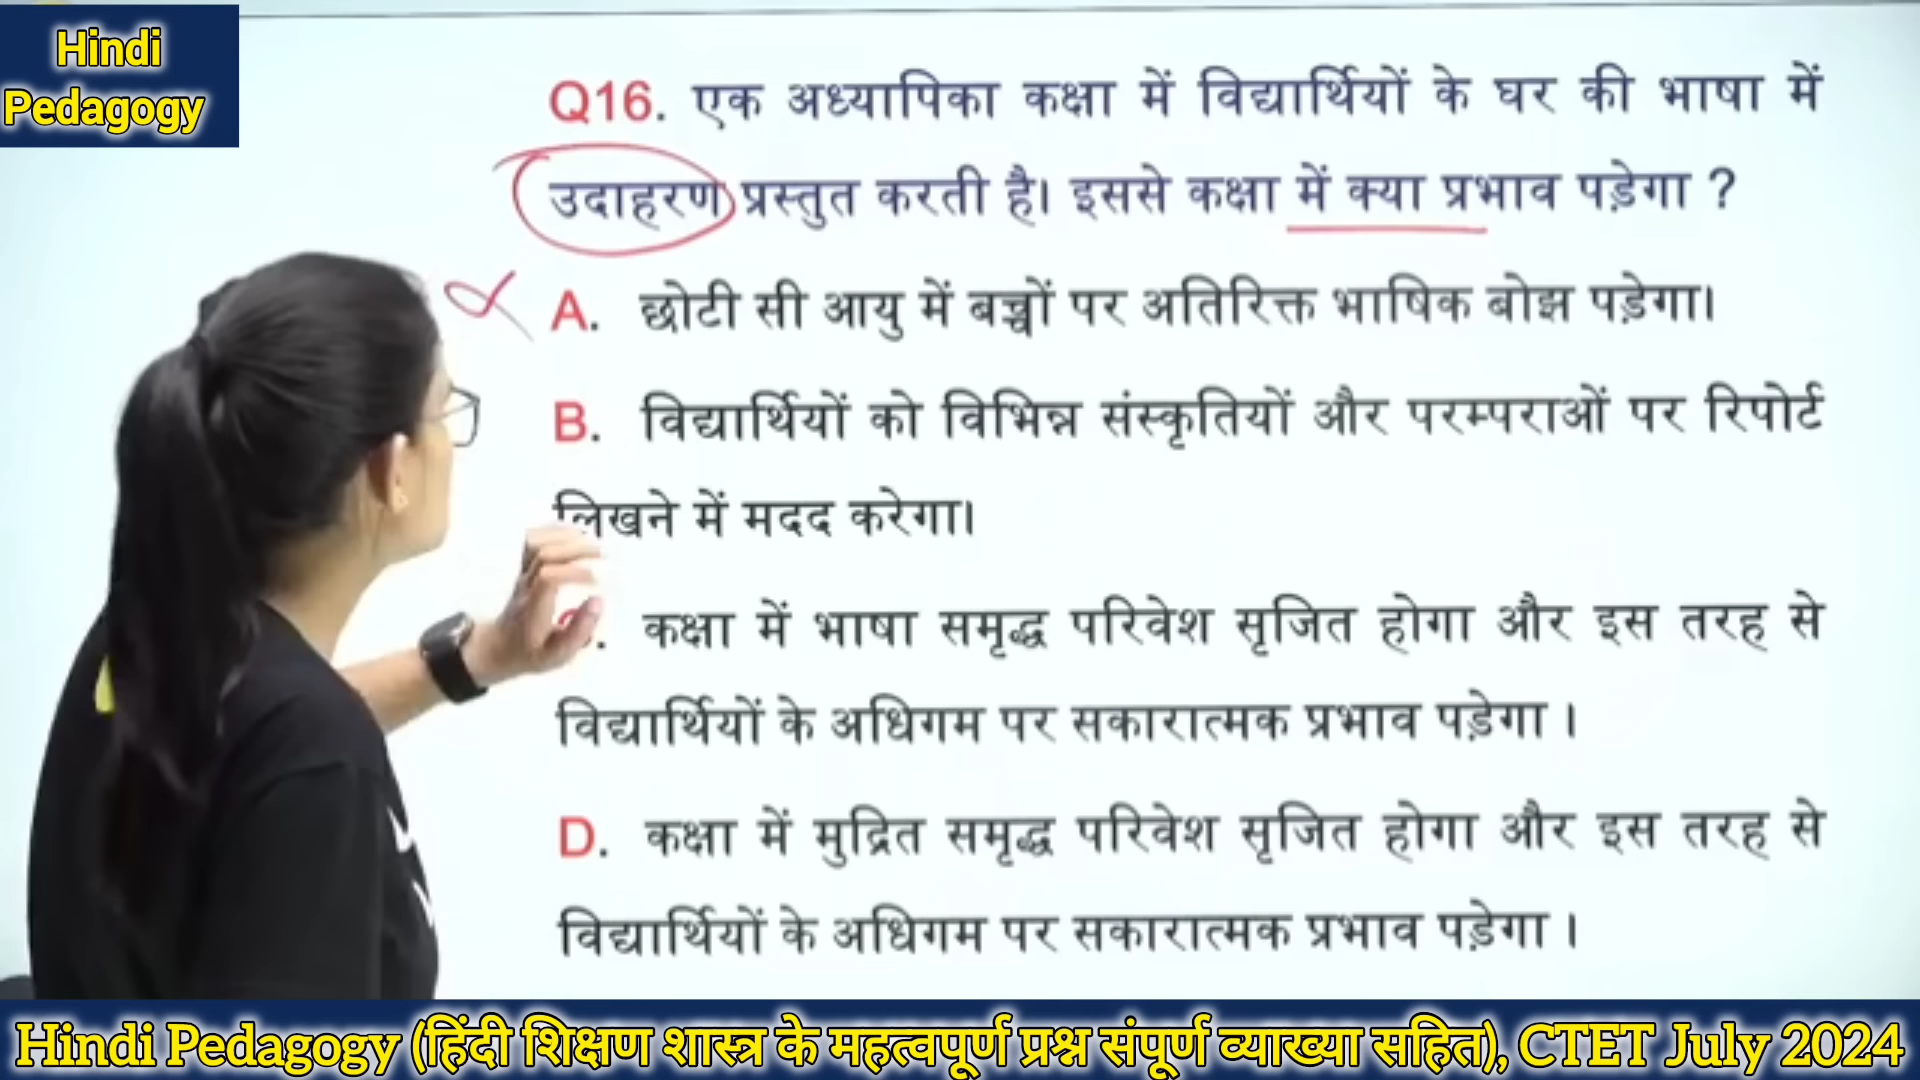 Hindi
Pedagogy
Q16. एक अध्यापिका कक्षा में विद्यार्थियों के घर की भाषा में
उदाहरण प्रस्तुत करती है। इससे कक्षा में क्या प्रभाव पड़ेगा ?
A. छोटी सी आयु में बच्चों पर अतिरिक्त भाषिक बोझ पड़ेगा।
B. विद्यार्थियों को विभिन्न संस्कृतियों और परम्पराओं पर रिपोर्ट
लिखने में मदद करेगा।
कक्षा में भाषा समृद्ध परिवेश सृजित होगा और इस तरह से
विद्यार्थियों के अधिगम पर सकारात्मक प्रभाव पड़ेगा ।
D. कक्षा में मुद्रित समृद्ध परिवेश सृजित होगा और इस तरह से
विद्यार्थियों के अधिगम पर सकारात्मक प्रभाव पड़ेगा ।
Hindi Pedagogy (हिंदी शिक्षण शास्त्र के महत्वपूर्ण प्रश्न संपूर्ण व्याख्या सहित), CTET July 2024